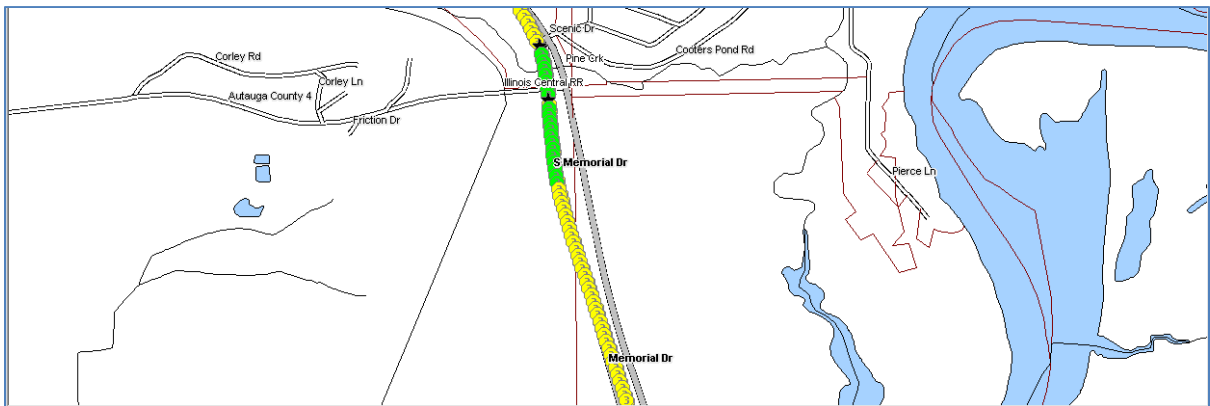 Scenic Dr
Cooters Pond Rd
Corley Rd
Pine Crk
Corley Ln
Illinois Central RR
Autauga County 4
Friction Dr
S Memorial Dr
Pierce Ln
Memorial Dr
3